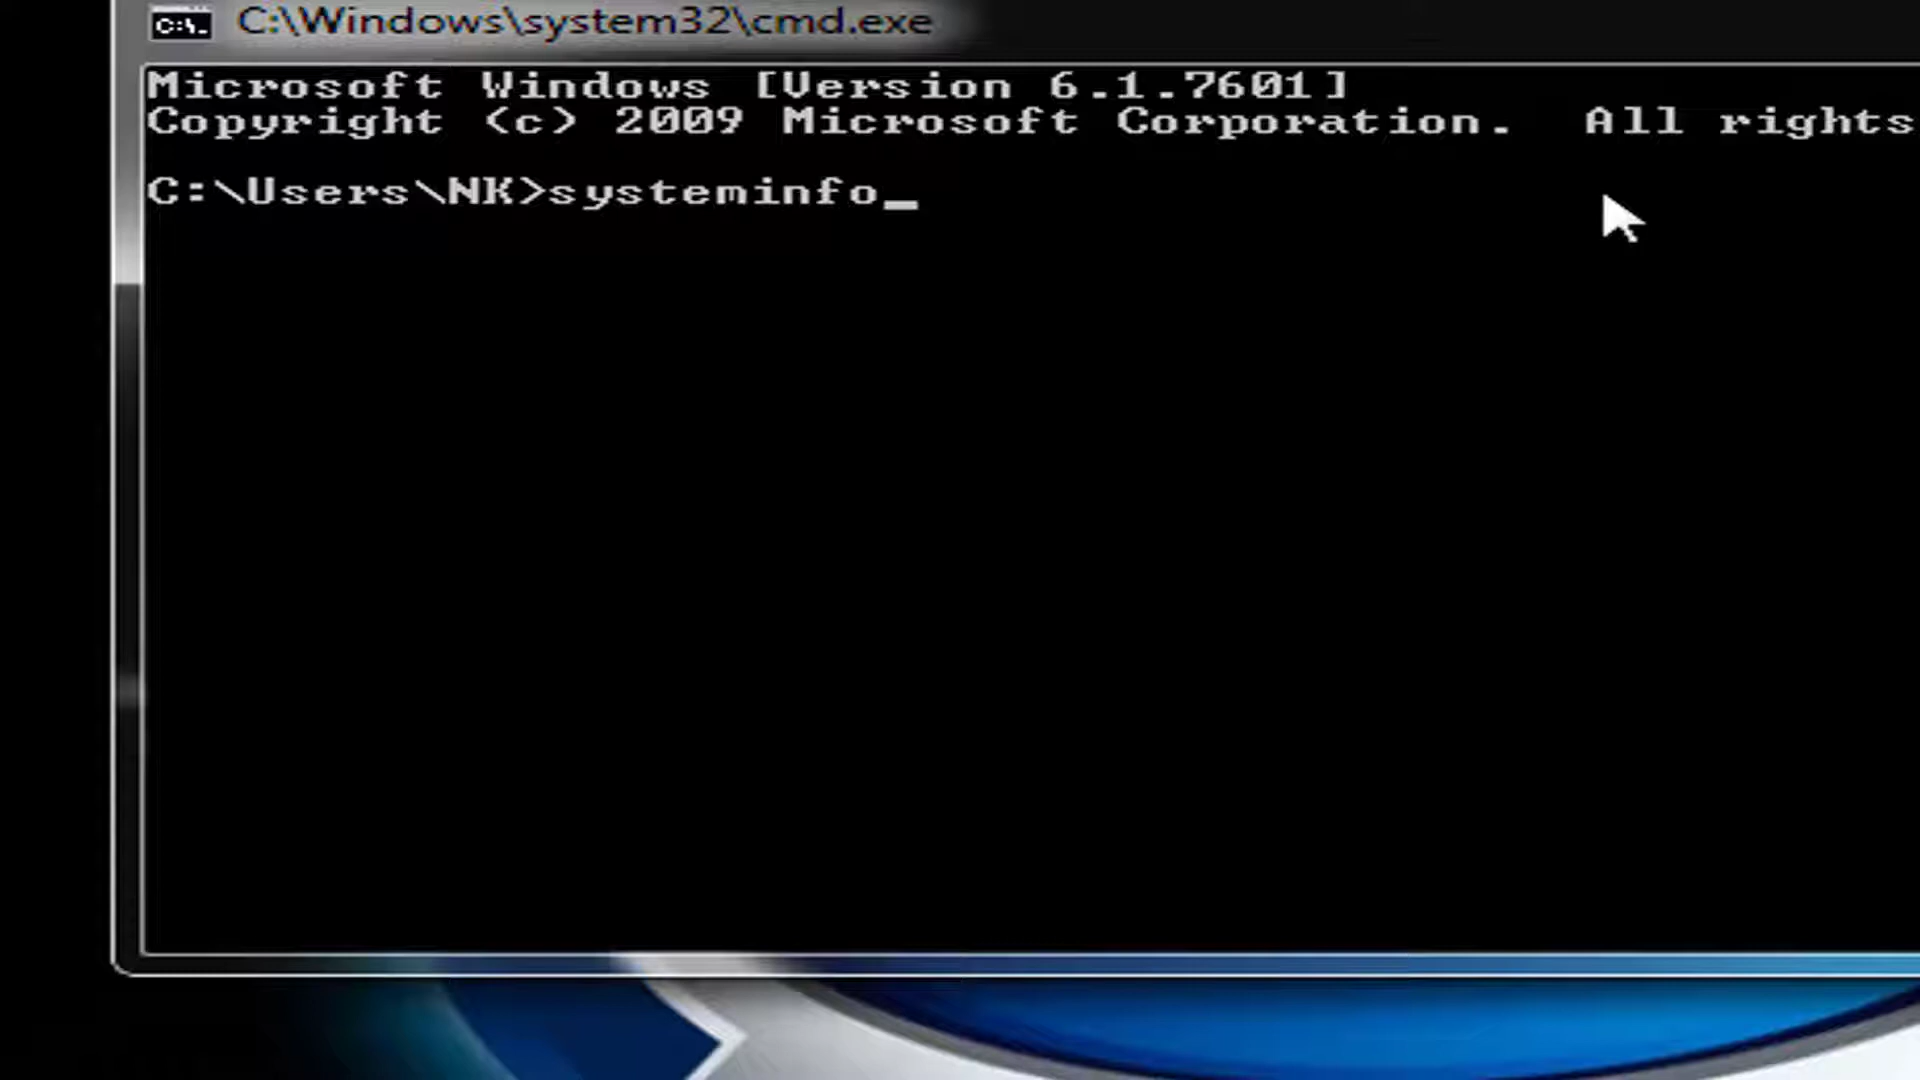 C:\Windows\system32\cmd.exe
Microsoft Windows [Version 6.1.7601]
Copyright (c) 2009 Microsoft Corporation.  All rights
C:\Users\NK>systeminfo_